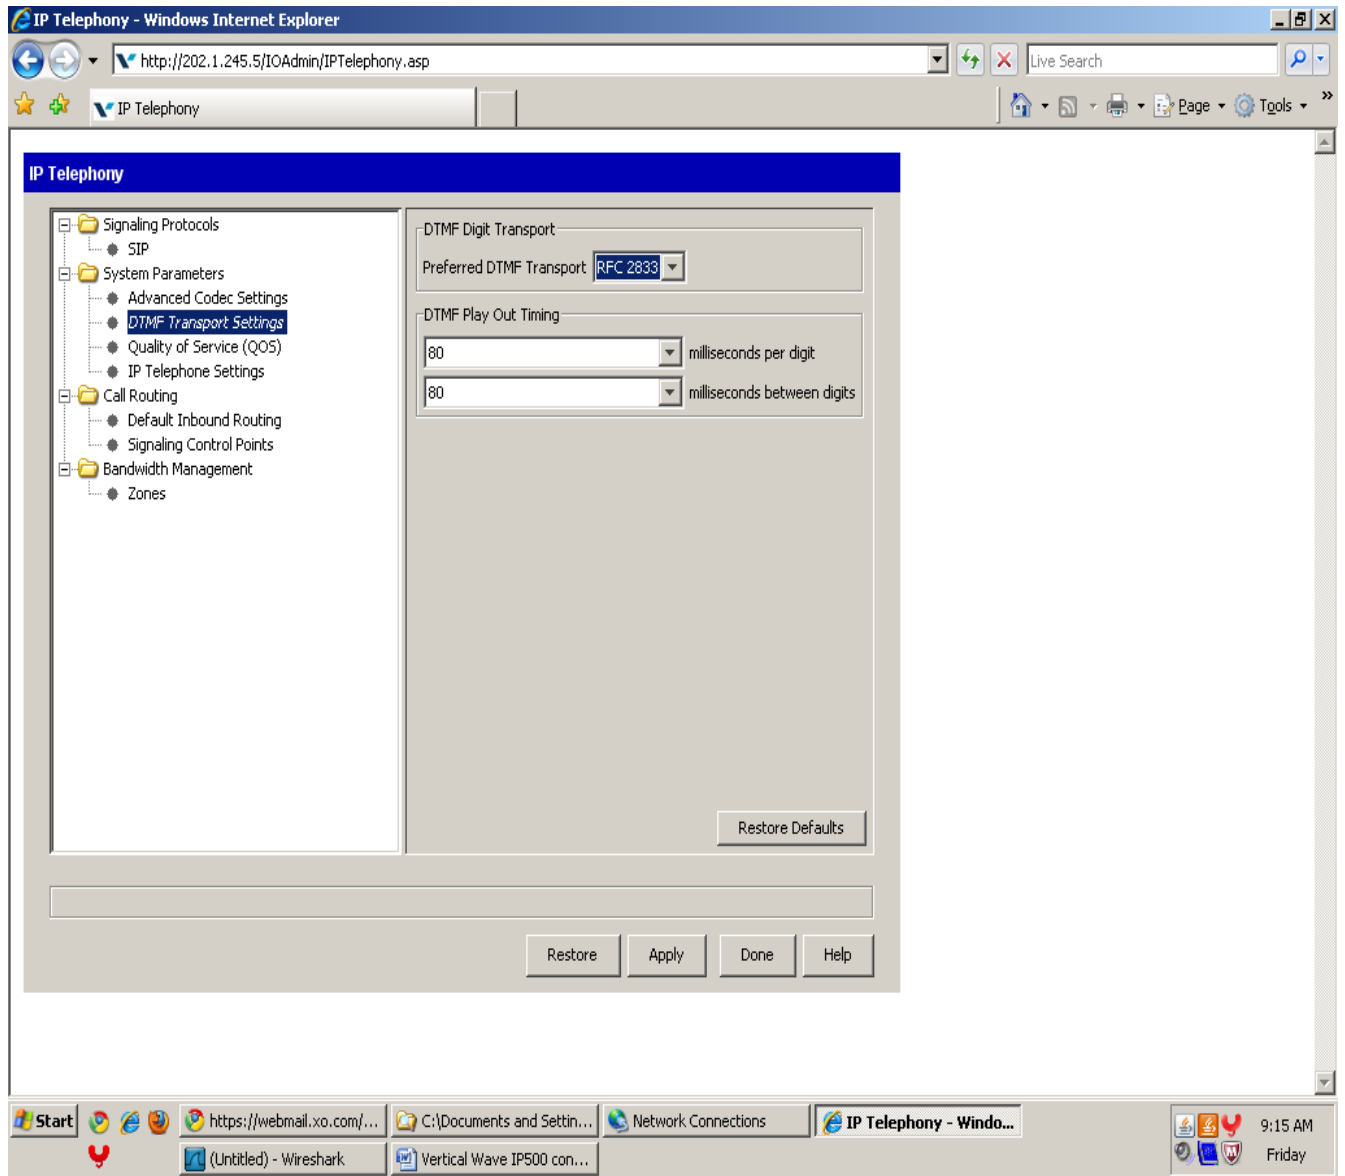 IP Telephony - Windows Internet Explorer
http://202.1.245.5/IOAdmin/IPTelephony.asp
Live Search
IP Telephony
Page
Tools
»
IP Telephony
Signaling Protocols
SIP
System Parameters
Advanced Codec Settings
DTMF Transport Settings
Quality of Service (QOS)
IP Telephone Settings
Call Routing
Default Inbound Routing
Signaling Control Points
Bandwidth Management
Zones
DTMF Digit Transport
Preferred DTMF Transport RFC 2833
DTMF Play Out Timing
80 milliseconds per digit
80 milliseconds between digits
Restore Defaults
Restore Apply Done Help
Start https://webmail.xo.com/... C:\Documents and Settin... Network Connections IP Telephony - Windo... 9:15 AM
(Untitled) - Wireshark Vertical Wave IP500 con... Friday